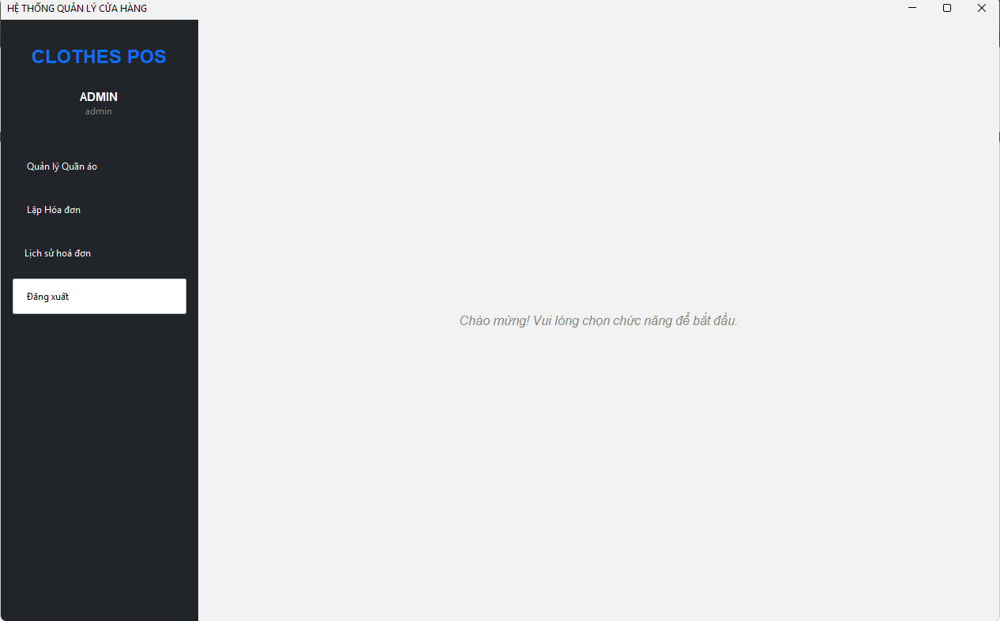 HỆ THỐNG QUẢN LÝ CỬA HÀNG
CLOTHES POS
ADMIN
admin
Quản lý Quần áo
Lập Hóa đơn
Lịch sử hoá đơn
Đăng xuất
Chào mừng! Vui lòng chọn chức năng để bắt đầu.